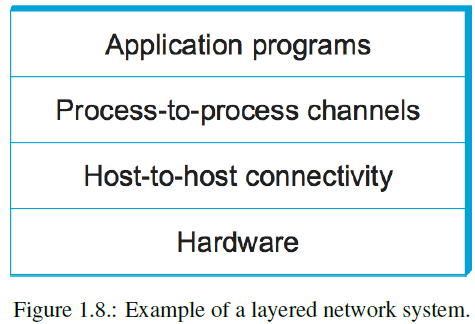 Application programs
Process-to-process channels
Host-to-host connectivity
Hardware
Figure 1.8.: Example of a layered network system.